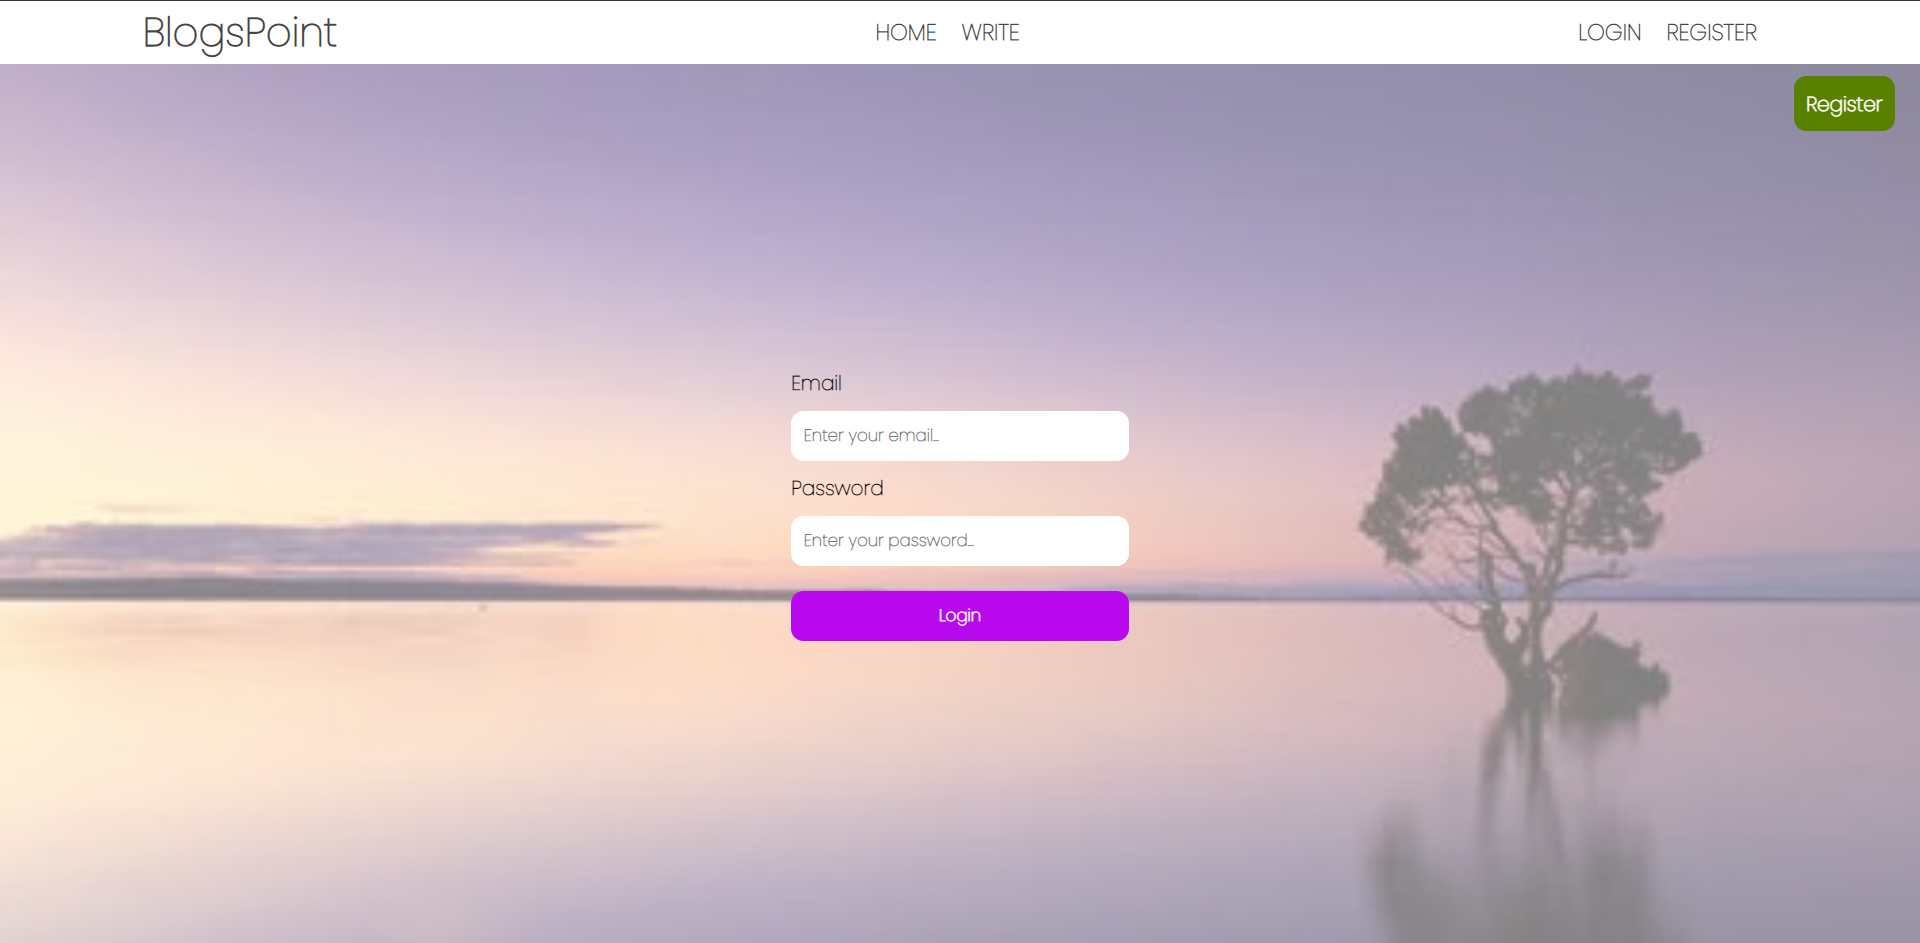 BlogsPoint
HOME WRITE
LOGIN REGISTER
Register
Email
Enter your email...
Password
Enter your password...
Login